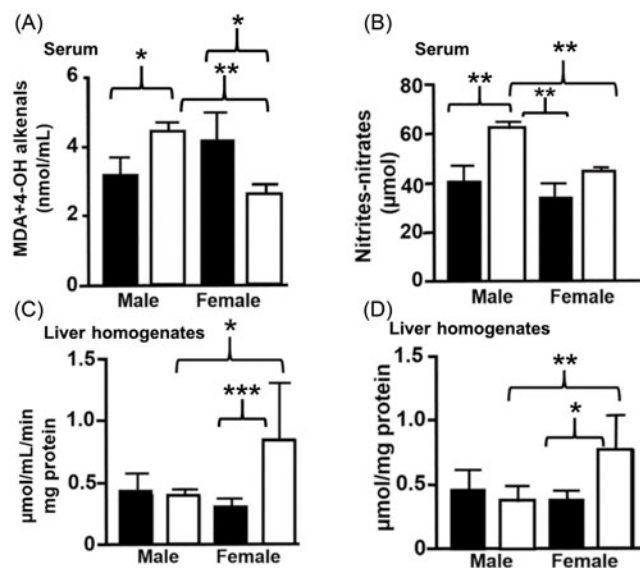 (A)
Serum
*
*
**
MDA+4-OH alkenals
(nmol/mL)
6
4
2
0
Male Female
(B)
Serum
**
**
**
Nitrites-nitrates
(µmol)
80
60
40
20
0
Male Female
(C)
Liver homogenates
*
***
µmol/mL/min
mg protein
1.5
1.0
0.5
0
Male Female
(D)
Liver homogenates
**
*
µmol/mg protein
1.5
1.0
0.5
0
Male Female